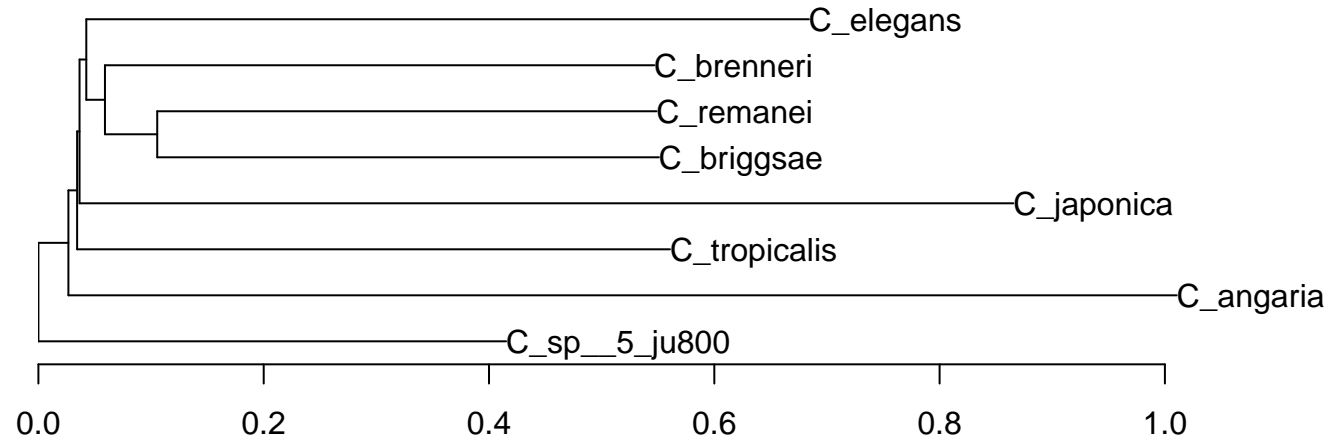 C_elegans
C_brenneri
C_remanei
C_briggsae
C_japonica
C_tropicalis
C_angaria
C_sp__5_ju800
0.0 0.2 0.4 0.6 0.8 1.0